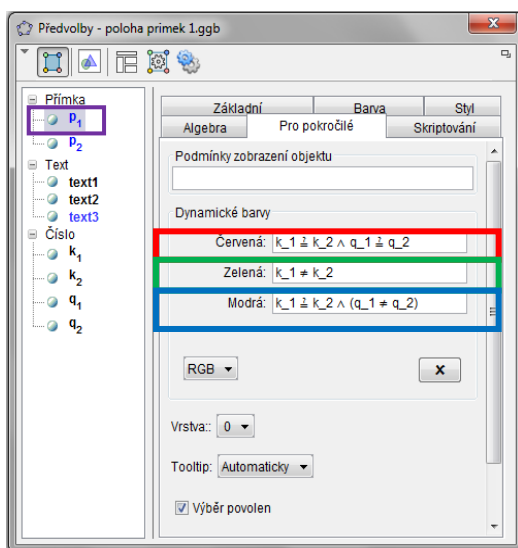 Předvolby - poloha primek 1.ggb
Přímka
p₁
p₂
Text
text1
text2
text3
Číslo
k₁
k₂
q₁
q₂
Základní Barva Styl
Algebra Pro pokročilé Skriptování
Podmínky zobrazení objektu
Dynamické barvy
Červená: k_1 ≟ k_2 ∧ q_1 ≟ q_2
Zelená: k_1 ≠ k_2
Modrá: k_1 ≟ k_2 ∧ (q_1 ≠ q_2)
RGB x
Vrstva:: 0
Tooltip: Automaticky
Výběr povolen